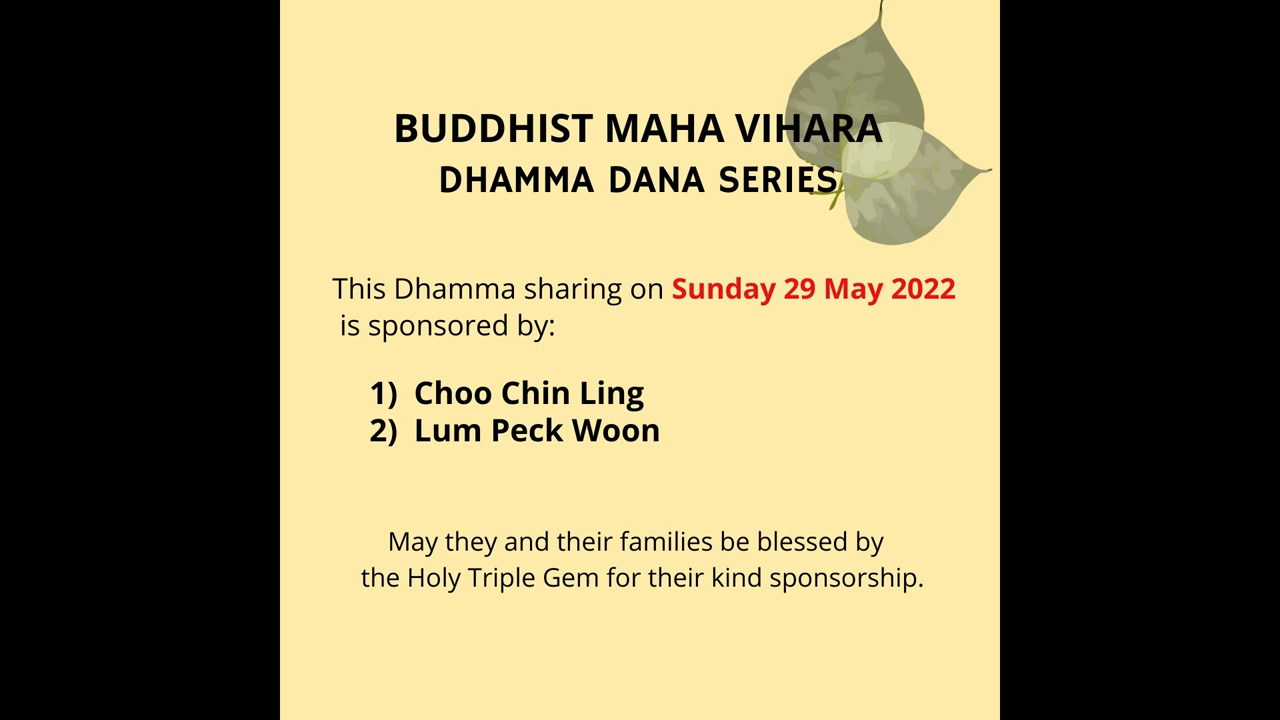 BUDDHIST MAHA VIHARA
DHAMMA DANA SERIES
This Dhamma sharing on Sunday 29 May 2022
is sponsored by:
1) Choo Chin Ling
2) Lum Peck Woon
May they and their families be blessed by
the Holy Triple Gem for their kind sponsorship.